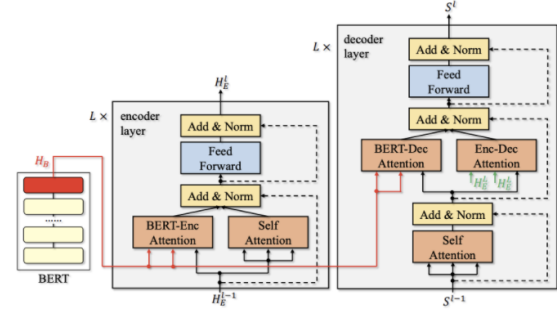 S^l
L ×
decoder
layer
Add & Norm
Feed
Forward
Add & Norm
BERT-Dec
Attention
Enc-Dec
Attention
H_E^L
H_E^L
Add & Norm
Self
Attention
S^{l-1}
H_E^l
L ×
encoder
layer
Add & Norm
Feed
Forward
Add & Norm
BERT-Enc
Attention
Self
Attention
H_E^{l-1}
H_B
......
BERT